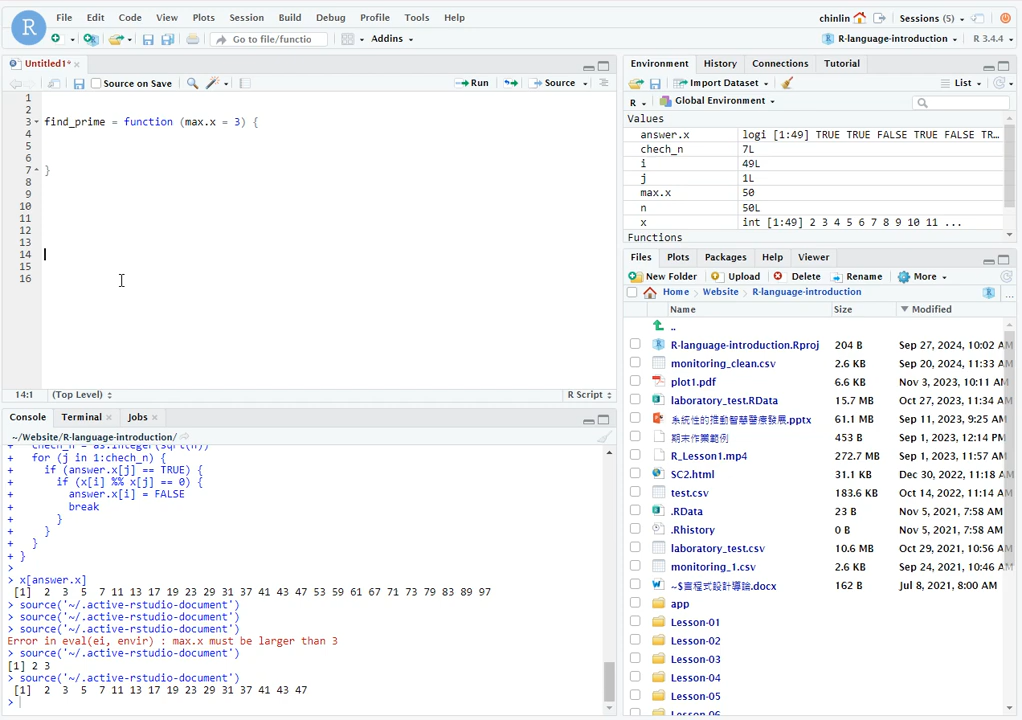 File Edit Code View Plots Session Build Debug Profile Tools Help
chinlin Sessions (5)
Go to file/functio Addins R-language-introduction R 3.4.4
Untitled1*
Source on Save Run Source
1
2
3 find_prime = function (max.x = 3) {
4
5
6
7 }
8
9
10
11
12
13
14
15
16
14:1 (Top Level) R Script
Console Terminal Jobs
~/Website/R-language-introduction/
+ chech_n = as.integer(sqrt(n))
+ for (j in 1:chech_n) {
+ if (answer.x[j] == TRUE) {
+ if (x[i] %% x[j] == 0) {
+ answer.x[i] = FALSE
+ break
+ }
+ }
+ }
+ }
>
> x[answer.x]
[1] 2 3 5 7 11 13 17 19 23 29 31 37 41 43 47 53 59 61 67 71 73 79 83 89 97
> source('~/.active-rstudio-document')
> source('~/.active-rstudio-document')
> source('~/.active-rstudio-document')
Error in eval(ei, envir) : max.x must be larger than 3
> source('~/.active-rstudio-document')
[1] 2 3
> source('~/.active-rstudio-document')
[1] 2 3 5 7 11 13 17 19 23 29 31 37 41 43 47
>
Environment History Connections Tutorial
Import Dataset List
R Global Environment
Values
answer.x logi [1:49] TRUE TRUE FALSE TRUE FALSE TR…
chech_n 7L
i 49L
j 1L
max.x 50
n 50L
x int [1:49] 2 3 4 5 6 7 8 9 10 11 ...
Functions
Files Plots Packages Help Viewer
New Folder Upload Delete Rename More
Home Website R-language-introduction ...
Name Size Modified
..
R-language-introduction.Rproj 204 B Sep 27, 2024, 10:02 AM
monitoring_clean.csv 2.6 KB Sep 20, 2024, 11:33 AM
plot1.pdf 6.6 KB Nov 3, 2023, 10:11 AM
laboratory_test.RData 15.7 MB Oct 27, 2023, 11:34 AM
系統性的推動智慧醫療發展.pptx 61.1 MB Sep 11, 2023, 9:25 AM
期末作業範例 453 B Sep 1, 2023, 12:14 PM
R_Lesson1.mp4 272.7 MB Sep 1, 2023, 11:57 AM
SC2.html 31.1 KB Dec 30, 2022, 11:18 AM
test.csv 183.6 KB Oct 14, 2022, 11:14 AM
.RData 23 B Nov 5, 2021, 7:58 AM
.Rhistory 0 B Nov 5, 2021, 7:58 AM
laboratory_test.csv 10.6 MB Oct 29, 2021, 10:56 AM
monitoring_1.csv 2.6 KB Sep 24, 2021, 10:46 AM
~$言程式設計導論.docx 162 B Jul 8, 2021, 8:00 AM
app
Lesson-01
Lesson-02
Lesson-03
Lesson-04
Lesson-05
Lesson-06